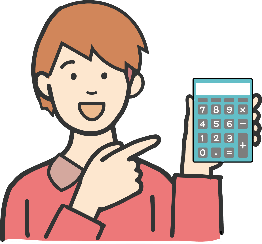 7 8 9 ×
4 5 6 −
1 2 3 +
0 . =